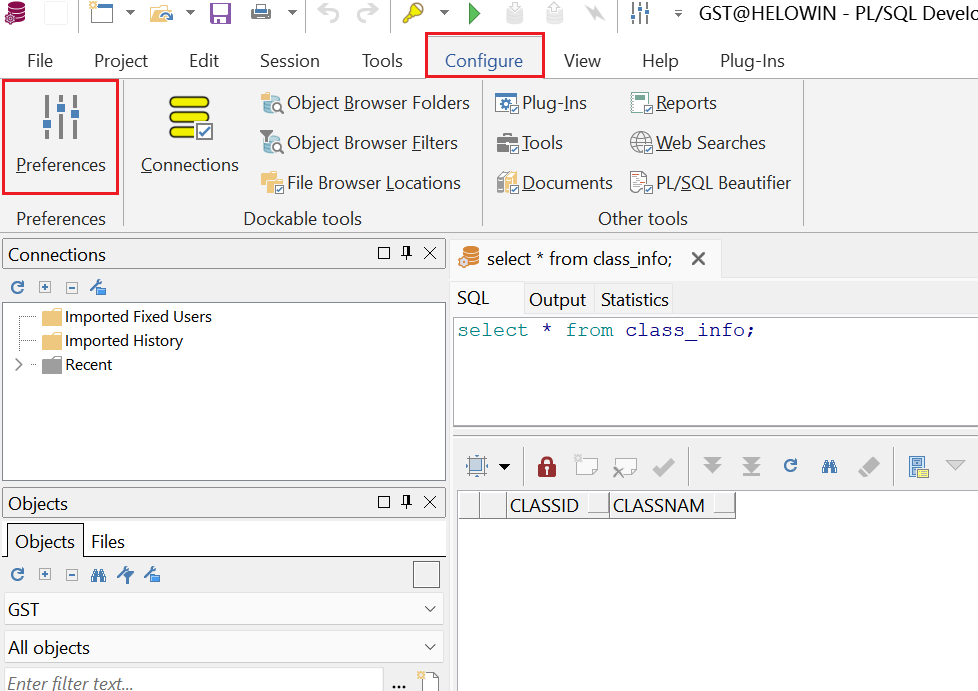 GST@HELOWIN - PL/SQL Develo
File Project Edit Session Tools Configure View Help Plug-Ins
Preferences
Connections
Object Browser Folders
Object Browser Filters
File Browser Locations
Plug-Ins
Tools
Documents
Reports
Web Searches
PL/SQL Beautifier
Preferences
Dockable tools
Other tools
Connections
Imported Fixed Users
Imported History
Recent
Objects
Objects Files
GST
All objects
Enter filter text...
...
select * from class_info;
SQL Output Statistics
select * from class_info;
CLASSID CLASSNAM